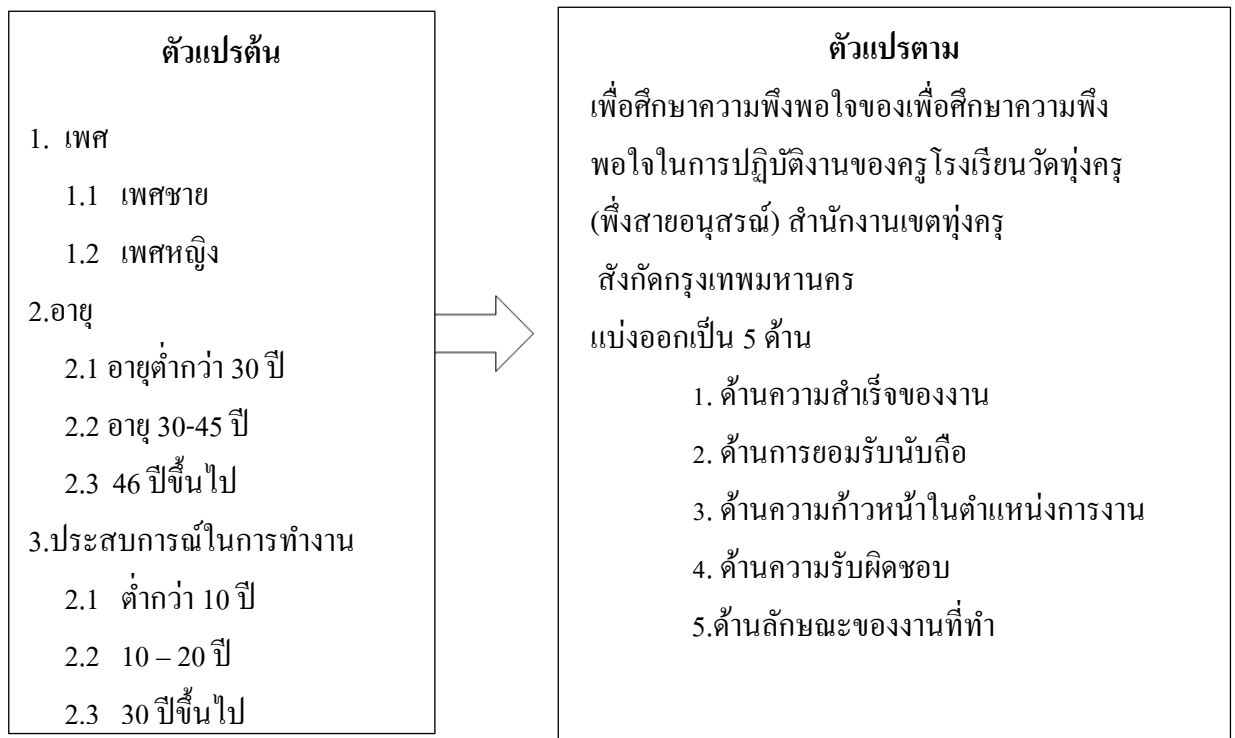 ตัวแปรต้น
1. เพศ
1.1 เพศชาย
1.2 เพศหญิง
2.อายุ
2.1 อายุต่ำกว่า 30 ปี
2.2 อายุ 30-45 ปี
2.3 46 ปีขึ้นไป
3.ประสบการณ์ในการทำงาน
2.1 ต่ำกว่า 10 ปี
2.2 10 – 20 ปี
2.3 30 ปีขึ้นไป
ตัวแปรตาม
เพื่อศึกษาความพึงพอใจของเพื่อศึกษาความพึง
พอใจในการปฏิบัติงานของครูโรงเรียนวัดทุ่งครุ
(พึ่งสายอนุสรณ์) สำนักงานเขตทุ่งครุ
สังกัดกรุงเทพมหานคร
แบ่งออกเป็น 5 ด้าน
1. ด้านความสำเร็จของงาน
2. ด้านการยอมรับนับถือ
3. ด้านความก้าวหน้าในตำแหน่งการงาน
4. ด้านความรับผิดชอบ
5.ด้านลักษณะของงานที่ทำ